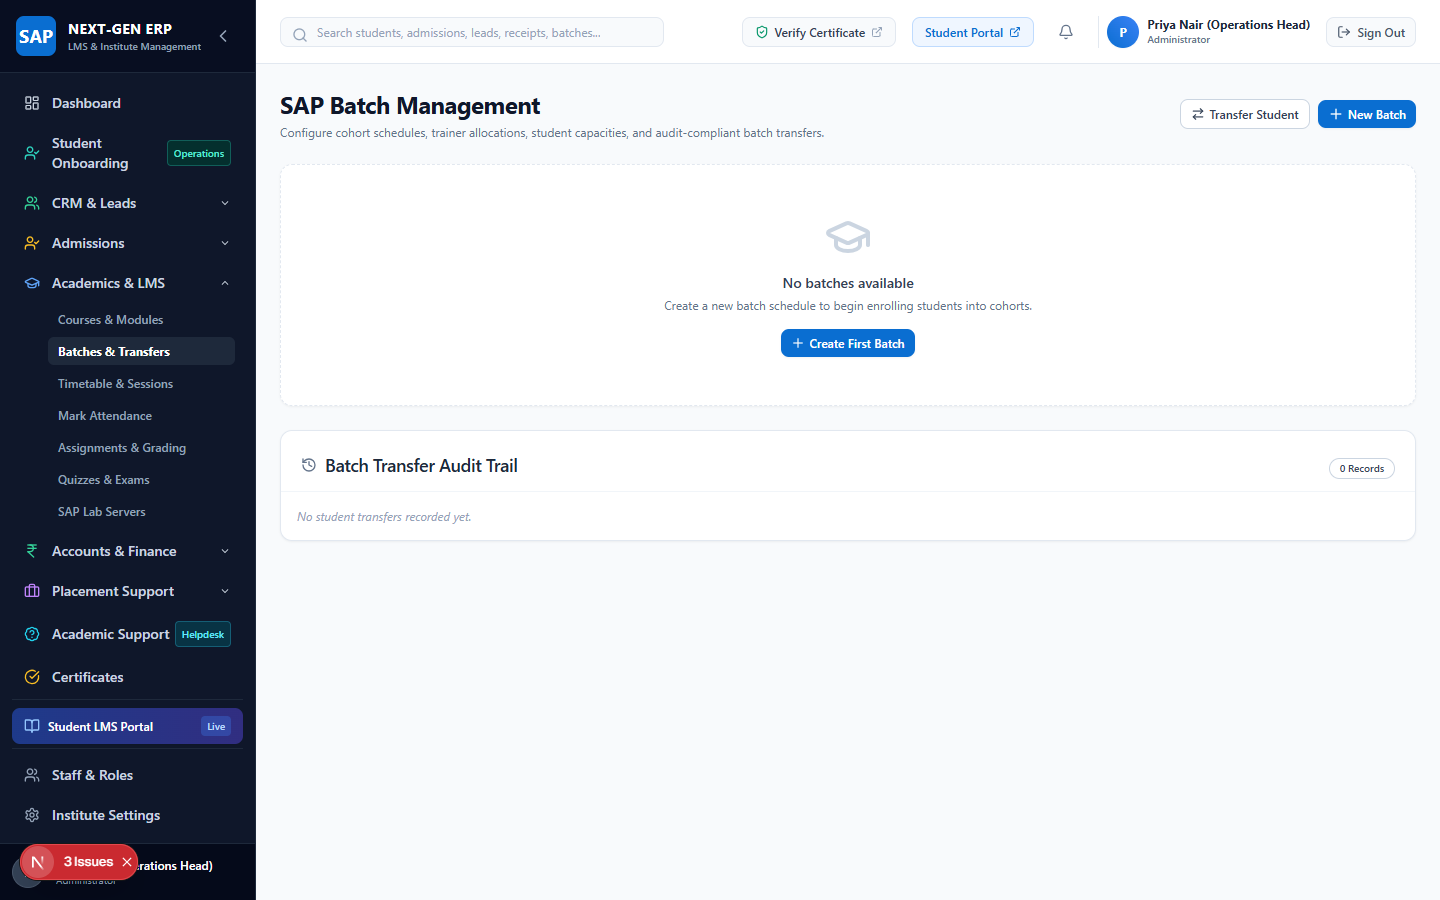 SAP
NEXT-GEN ERP
LMS & Institute Management
Search students, admissions, leads, receipts, batches...
Verify Certificate
Student Portal
P
Priya Nair (Operations Head)
Administrator
Sign Out
Dashboard
Student Onboarding
Operations
CRM & Leads
Admissions
Academics & LMS
Courses & Modules
Batches & Transfers
Timetable & Sessions
Mark Attendance
Assignments & Grading
Quizzes & Exams
SAP Lab Servers
Accounts & Finance
Placement Support
Academic Support
Helpdesk
Certificates
Student LMS Portal
Live
Staff & Roles
Institute Settings
N
3 Issues
erations Head)
Administrator
SAP Batch Management
Configure cohort schedules, trainer allocations, student capacities, and audit-compliant batch transfers.
Transfer Student
New Batch
No batches available
Create a new batch schedule to begin enrolling students into cohorts.
Create First Batch
Batch Transfer Audit Trail
0 Records
No student transfers recorded yet.